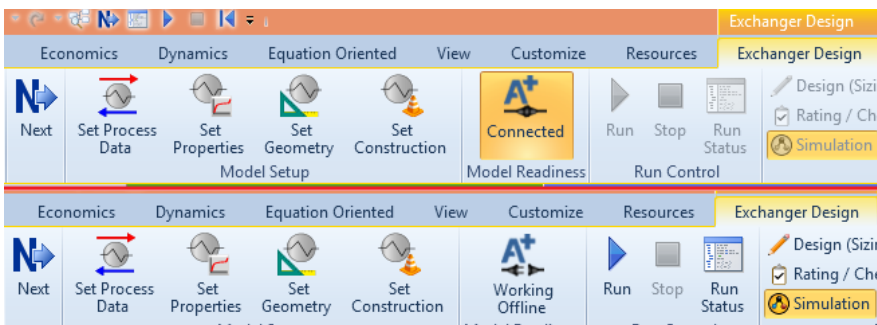 Exchanger Design
Economics Dynamics Equation Oriented View Customize Resources Exchanger Design
Next Set Process Data Set Properties Set Geometry Set Construction Connected Run Stop Run Status Design (Sizi
Rating / Ch
Simulation
Model Setup Model Readiness Run Control
Economics Dynamics Equation Oriented View Customize Resources Exchanger Design
Next Set Process Data Set Properties Set Geometry Set Construction Working Offline Run Stop Run Status Design (Sizin
Rating / Che
Simulation